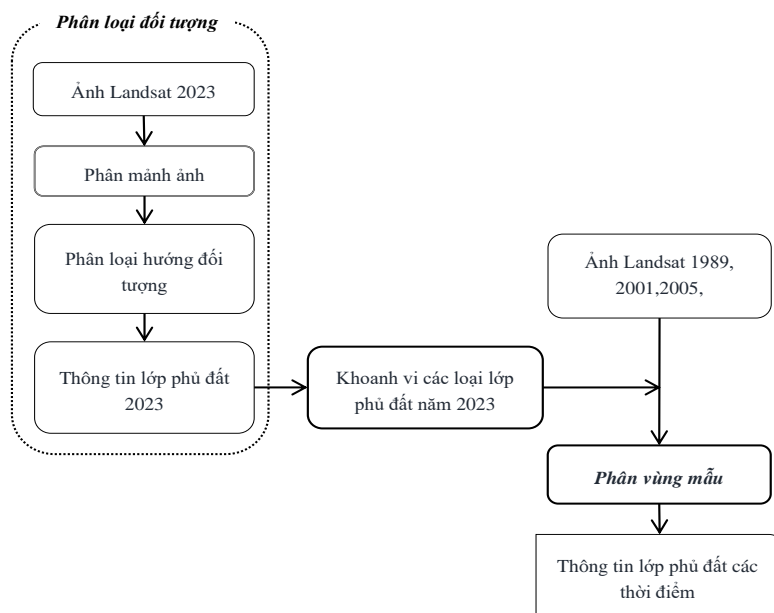 Phân loại đối tượng
Ảnh Landsat 2023
Phân mảnh ảnh
Phân loại hướng đối
tượng
Thông tin lớp phủ đất
2023
Khoanh vi các loại lớp
phủ đất năm 2023
Ảnh Landsat 1989,
2001,2005,
Phân vùng mẫu
Thông tin lớp phủ đất các
thời điểm